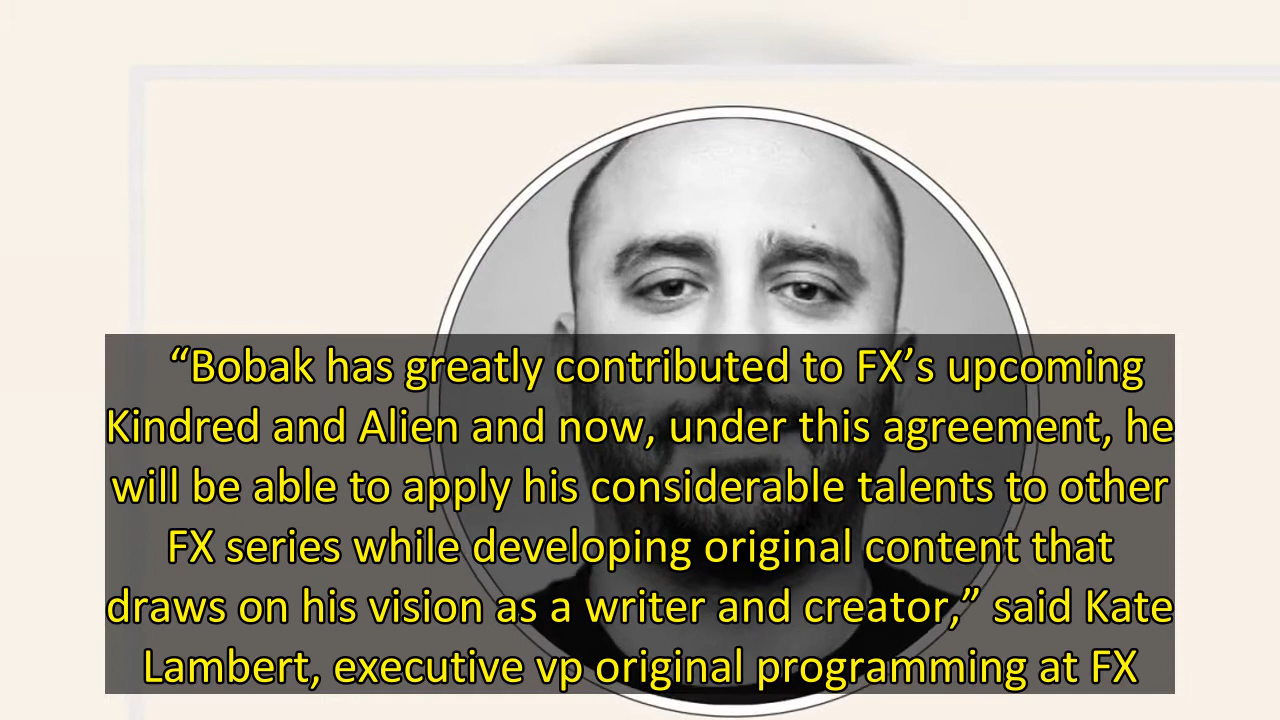 “Bobak has greatly contributed to FX’s upcoming
Kindred and Alien and now, under this agreement, he
will be able to apply his considerable talents to other
FX series while developing original content that
draws on his vision as a writer and creator,” said Kate
Lambert, executive vp original programming at FX